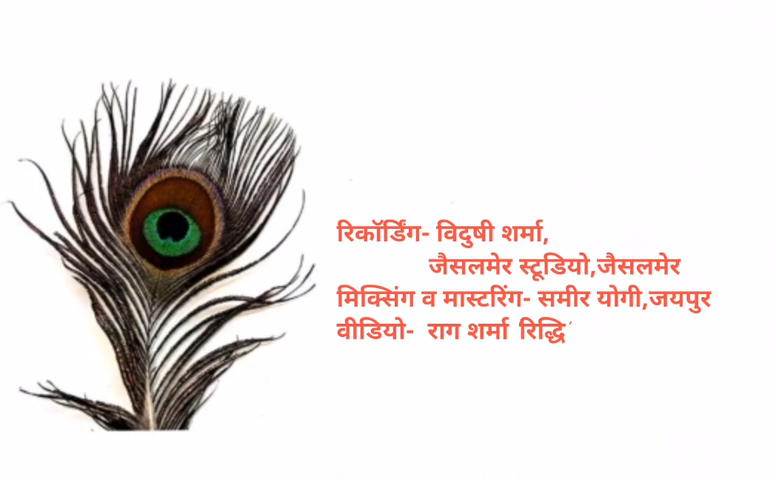 रिकॉर्डिंग- विदुषी शर्मा,
जैसलमेर स्टूडियो,जैसलमेर
मिक्सिंग व मास्टरिंग- समीर योगी,जयपुर
वीडियो- राग शर्मा 'रिद्धि'